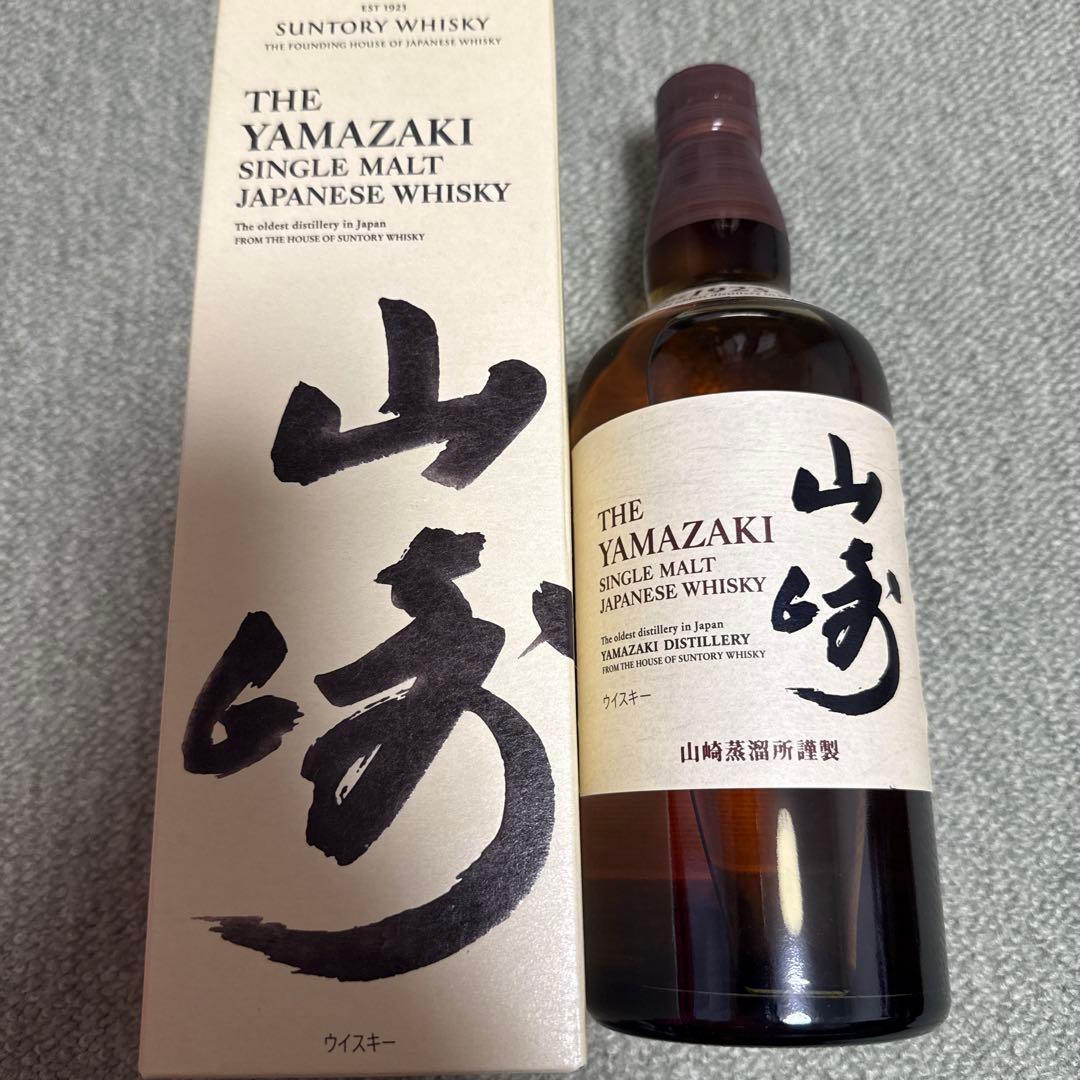 EST 1923
SUNTORY WHISKY
THE FOUNDING HOUSE OF JAPANESE WHISKY
THE
YAMAZAKI
SINGLE MALT
JAPANESE WHISKY
The oldest distillery in Japan
FROM THE HOUSE OF SUNTORY WHISKY
山崎
ウイスキー
1923
THE
YAMAZAKI
SINGLE MALT
JAPANESE WHISKY
The oldest distillery in Japan
YAMAZAKI DISTILLERY
FROM THE HOUSE OF SUNTORY WHISKY
ウイスキー
山崎
山崎蒸溜所謹製